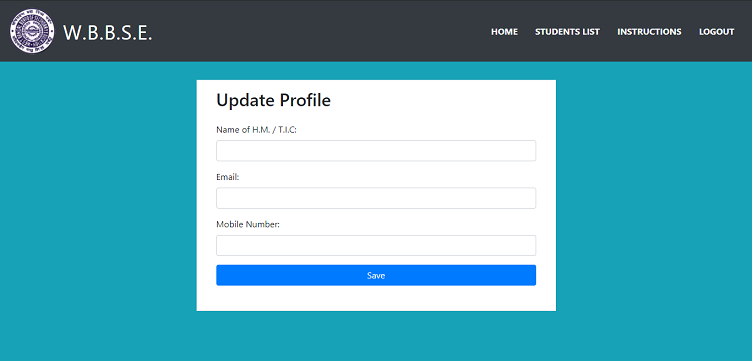 W.B.B.S.E.
HOME STUDENTS LIST INSTRUCTIONS LOGOUT
Update Profile
Name of H.M. / T.I.C:
Email:
Mobile Number:
Save